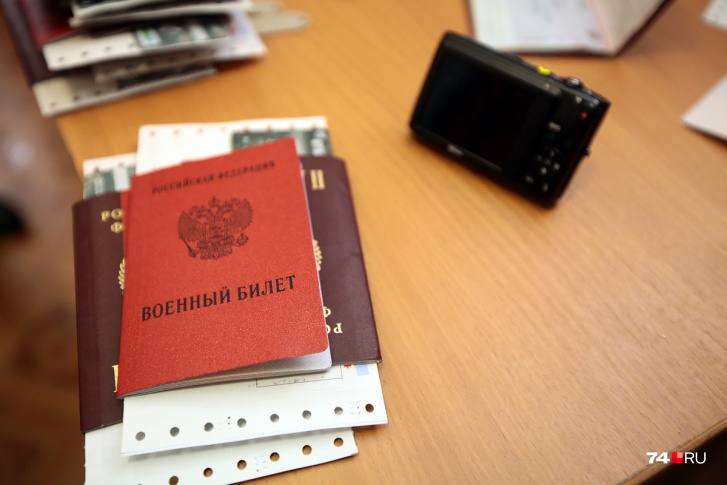 РОССИЙСКАЯ ФЕДЕРАЦИЯ
ВОЕННЫЙ БИЛЕТ
74 RU